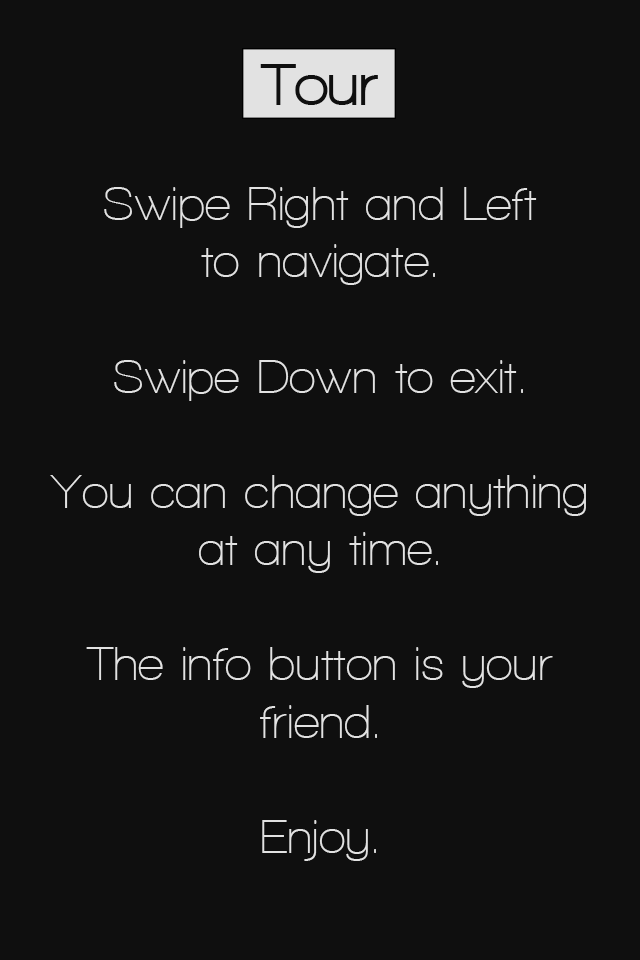 Tour
Swipe Right and Left
to navigate.
Swipe Down to exit.
You can change anything
at any time.
The info button is your
friend.
Enjoy.